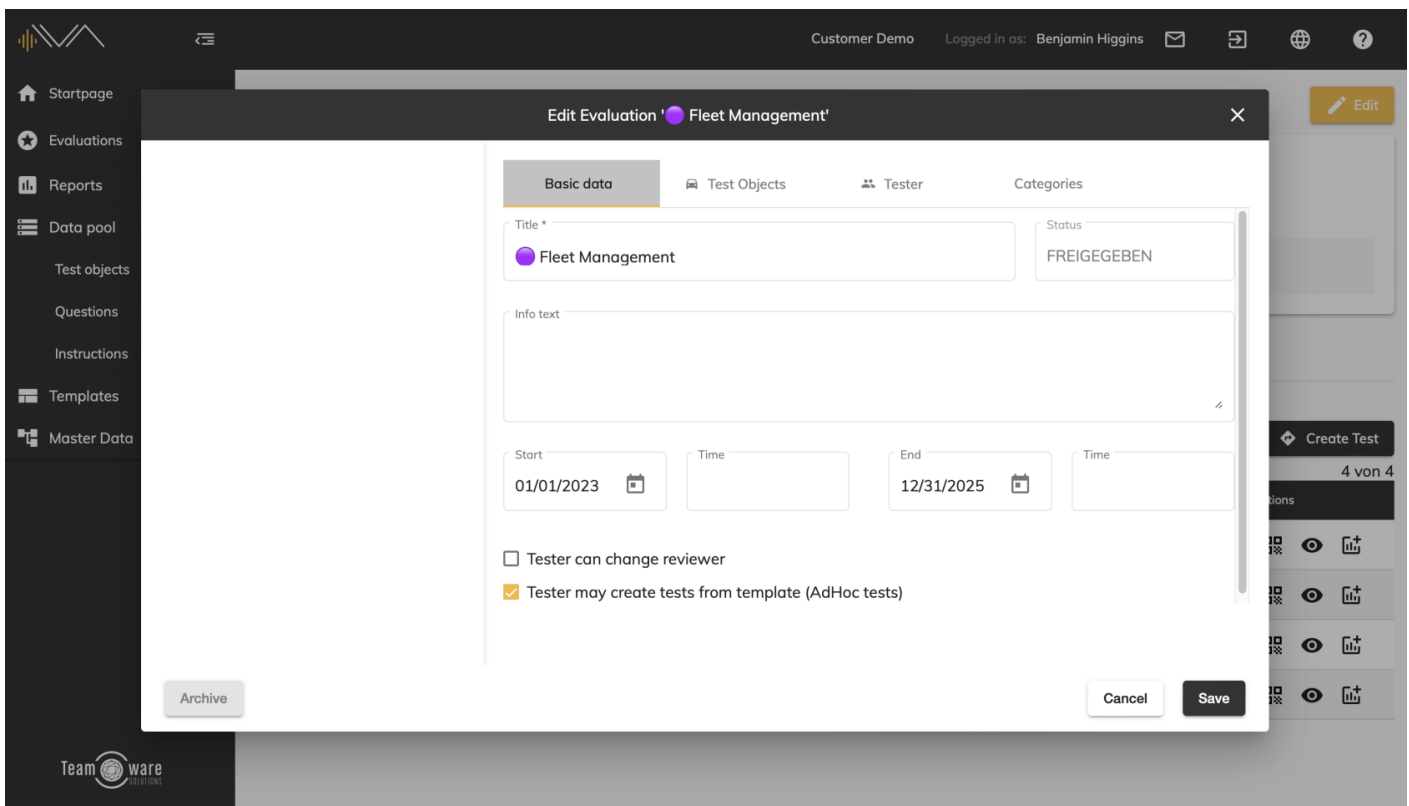 Customer Demo Logged in as: Benjamin Higgins
Startpage
Evaluations
Reports
Data pool
Test objects
Questions
Instructions
Templates
Master Data
Team ware
SOLUTIONS
Edit
Edit Evaluation '🟣 Fleet Management'
Basic data Test Objects Tester Categories
Title *
🟣 Fleet Management
Status
FREIGEGEBEN
Info text
Start Time End Time
01/01/2023 12/31/2025
Tester can change reviewer
Tester may create tests from template (AdHoc tests)
Archive Cancel Save
Create Test
4 von 4